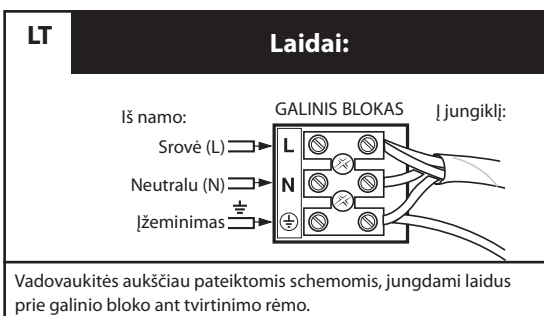 LT
Laidai:
Iš namo:
GALINIS BLOKAS
Į jungiklį:
Srovė (L)
L
Neutralu (N)
N
Įžeminimas
Vadovaukitės aukščiau pateiktomis schemomis, jungdami laidus
prie galinio bloko ant tvirtinimo rėmo.